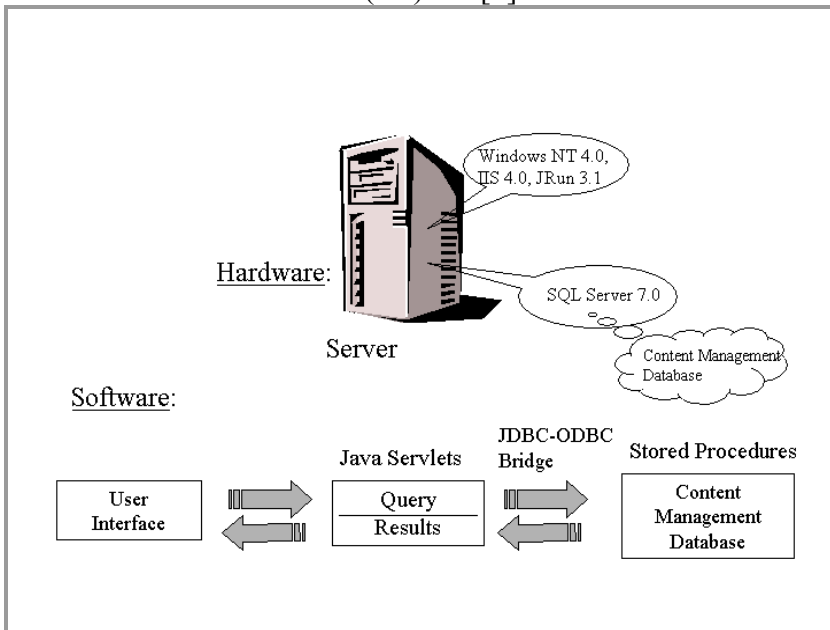 Windows NT 4.0,
IIS 4.0, JRun 3.1
Hardware:
SQL Server 7.0
Server
Content Management
Database
Software:
JDBC-ODBC
Bridge
Java Servlets
Stored Procedures
User
Interface
Query
Results
Content
Management
Database